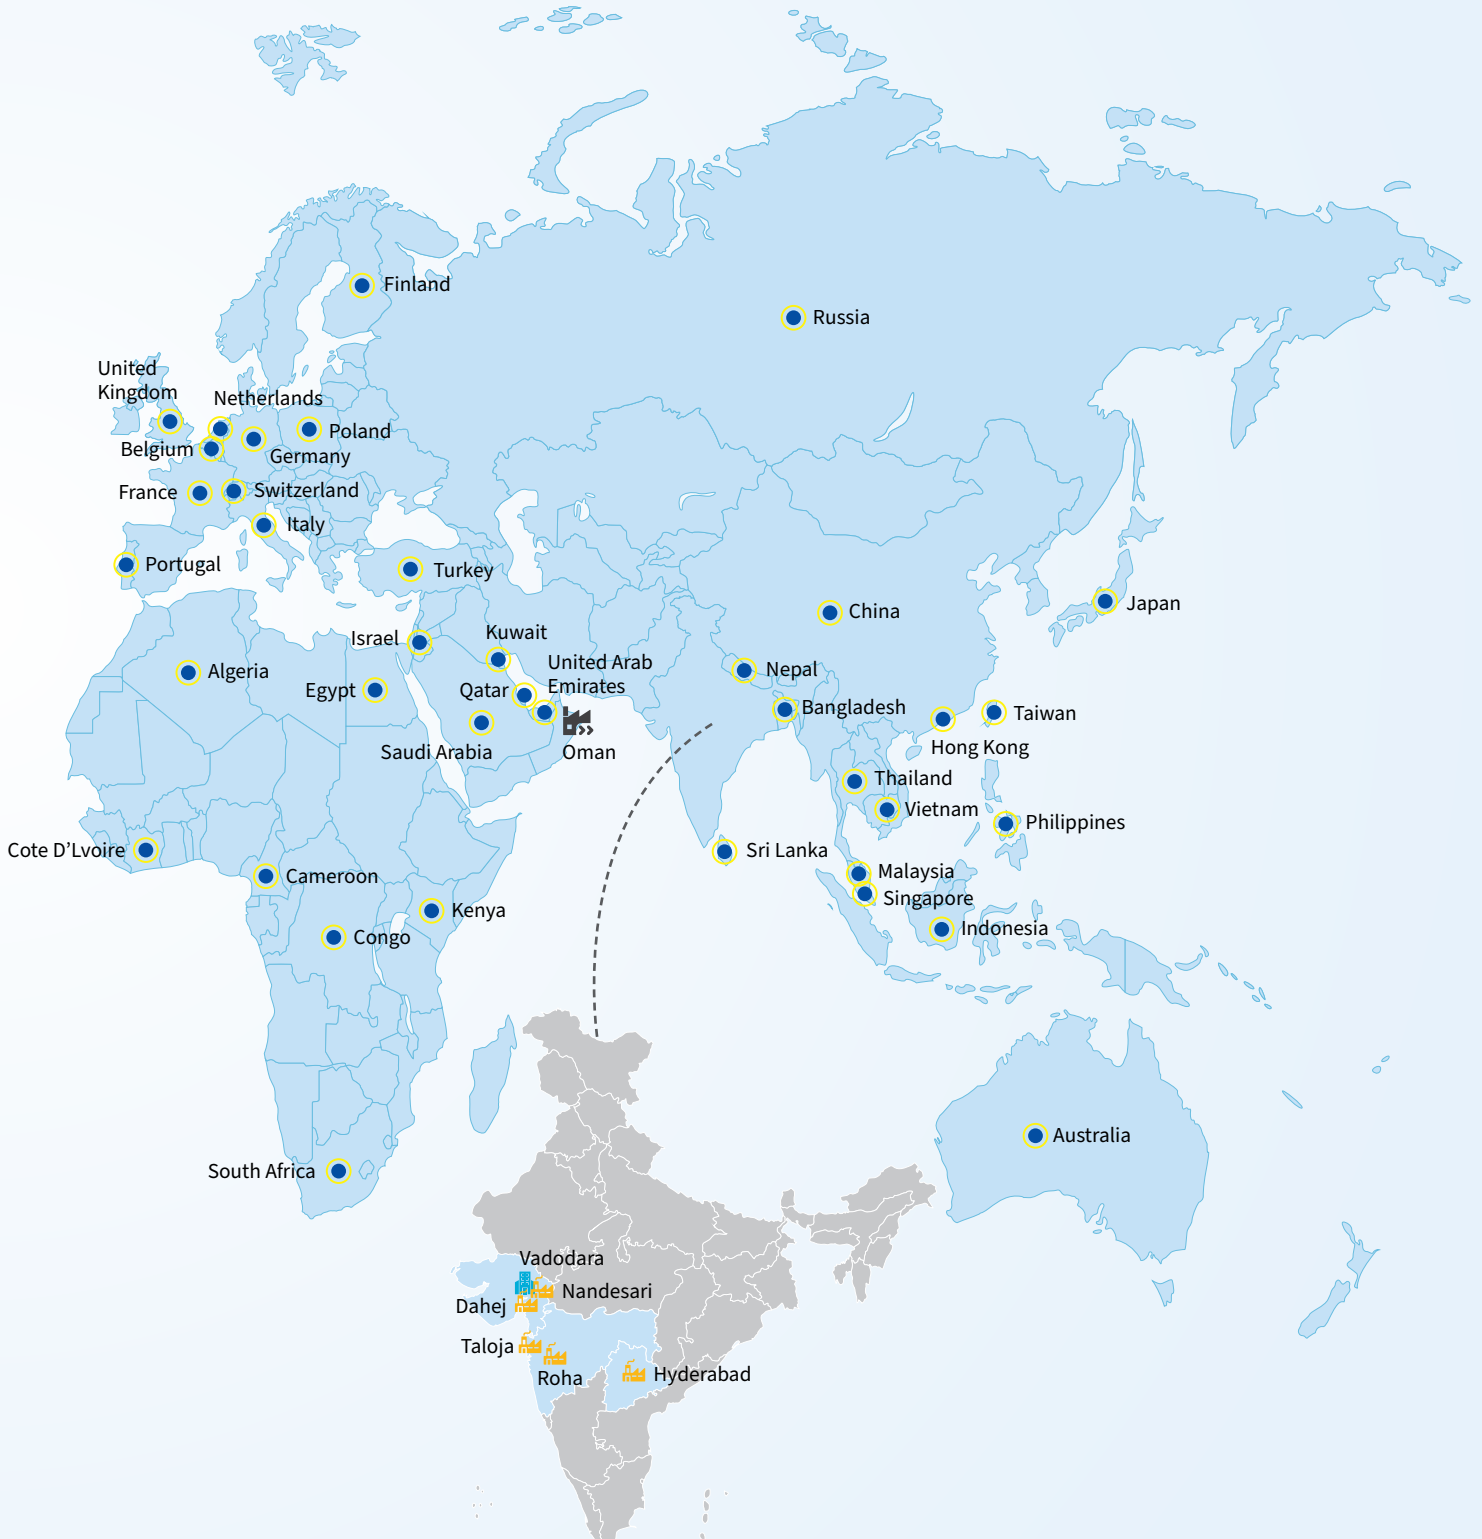 Finland
Russia
United
Kingdom
Netherlands
Poland
Belgium
Germany
France
Switzerland
Italy
Portugal
Turkey
China
Japan
Israel
Kuwait
Algeria
United Arab
Emirates
Nepal
Egypt
Qatar
Bangladesh
Taiwan
Saudi Arabia
Oman
Hong Kong
Thailand
Vietnam
Philippines
Cote D’Lvoire
Sri Lanka
Cameroon
Malaysia
Singapore
Kenya
Congo
Indonesia
Australia
South Africa
Vadodara
Nandesari
Dahej
Taloja
Roha
Hyderabad